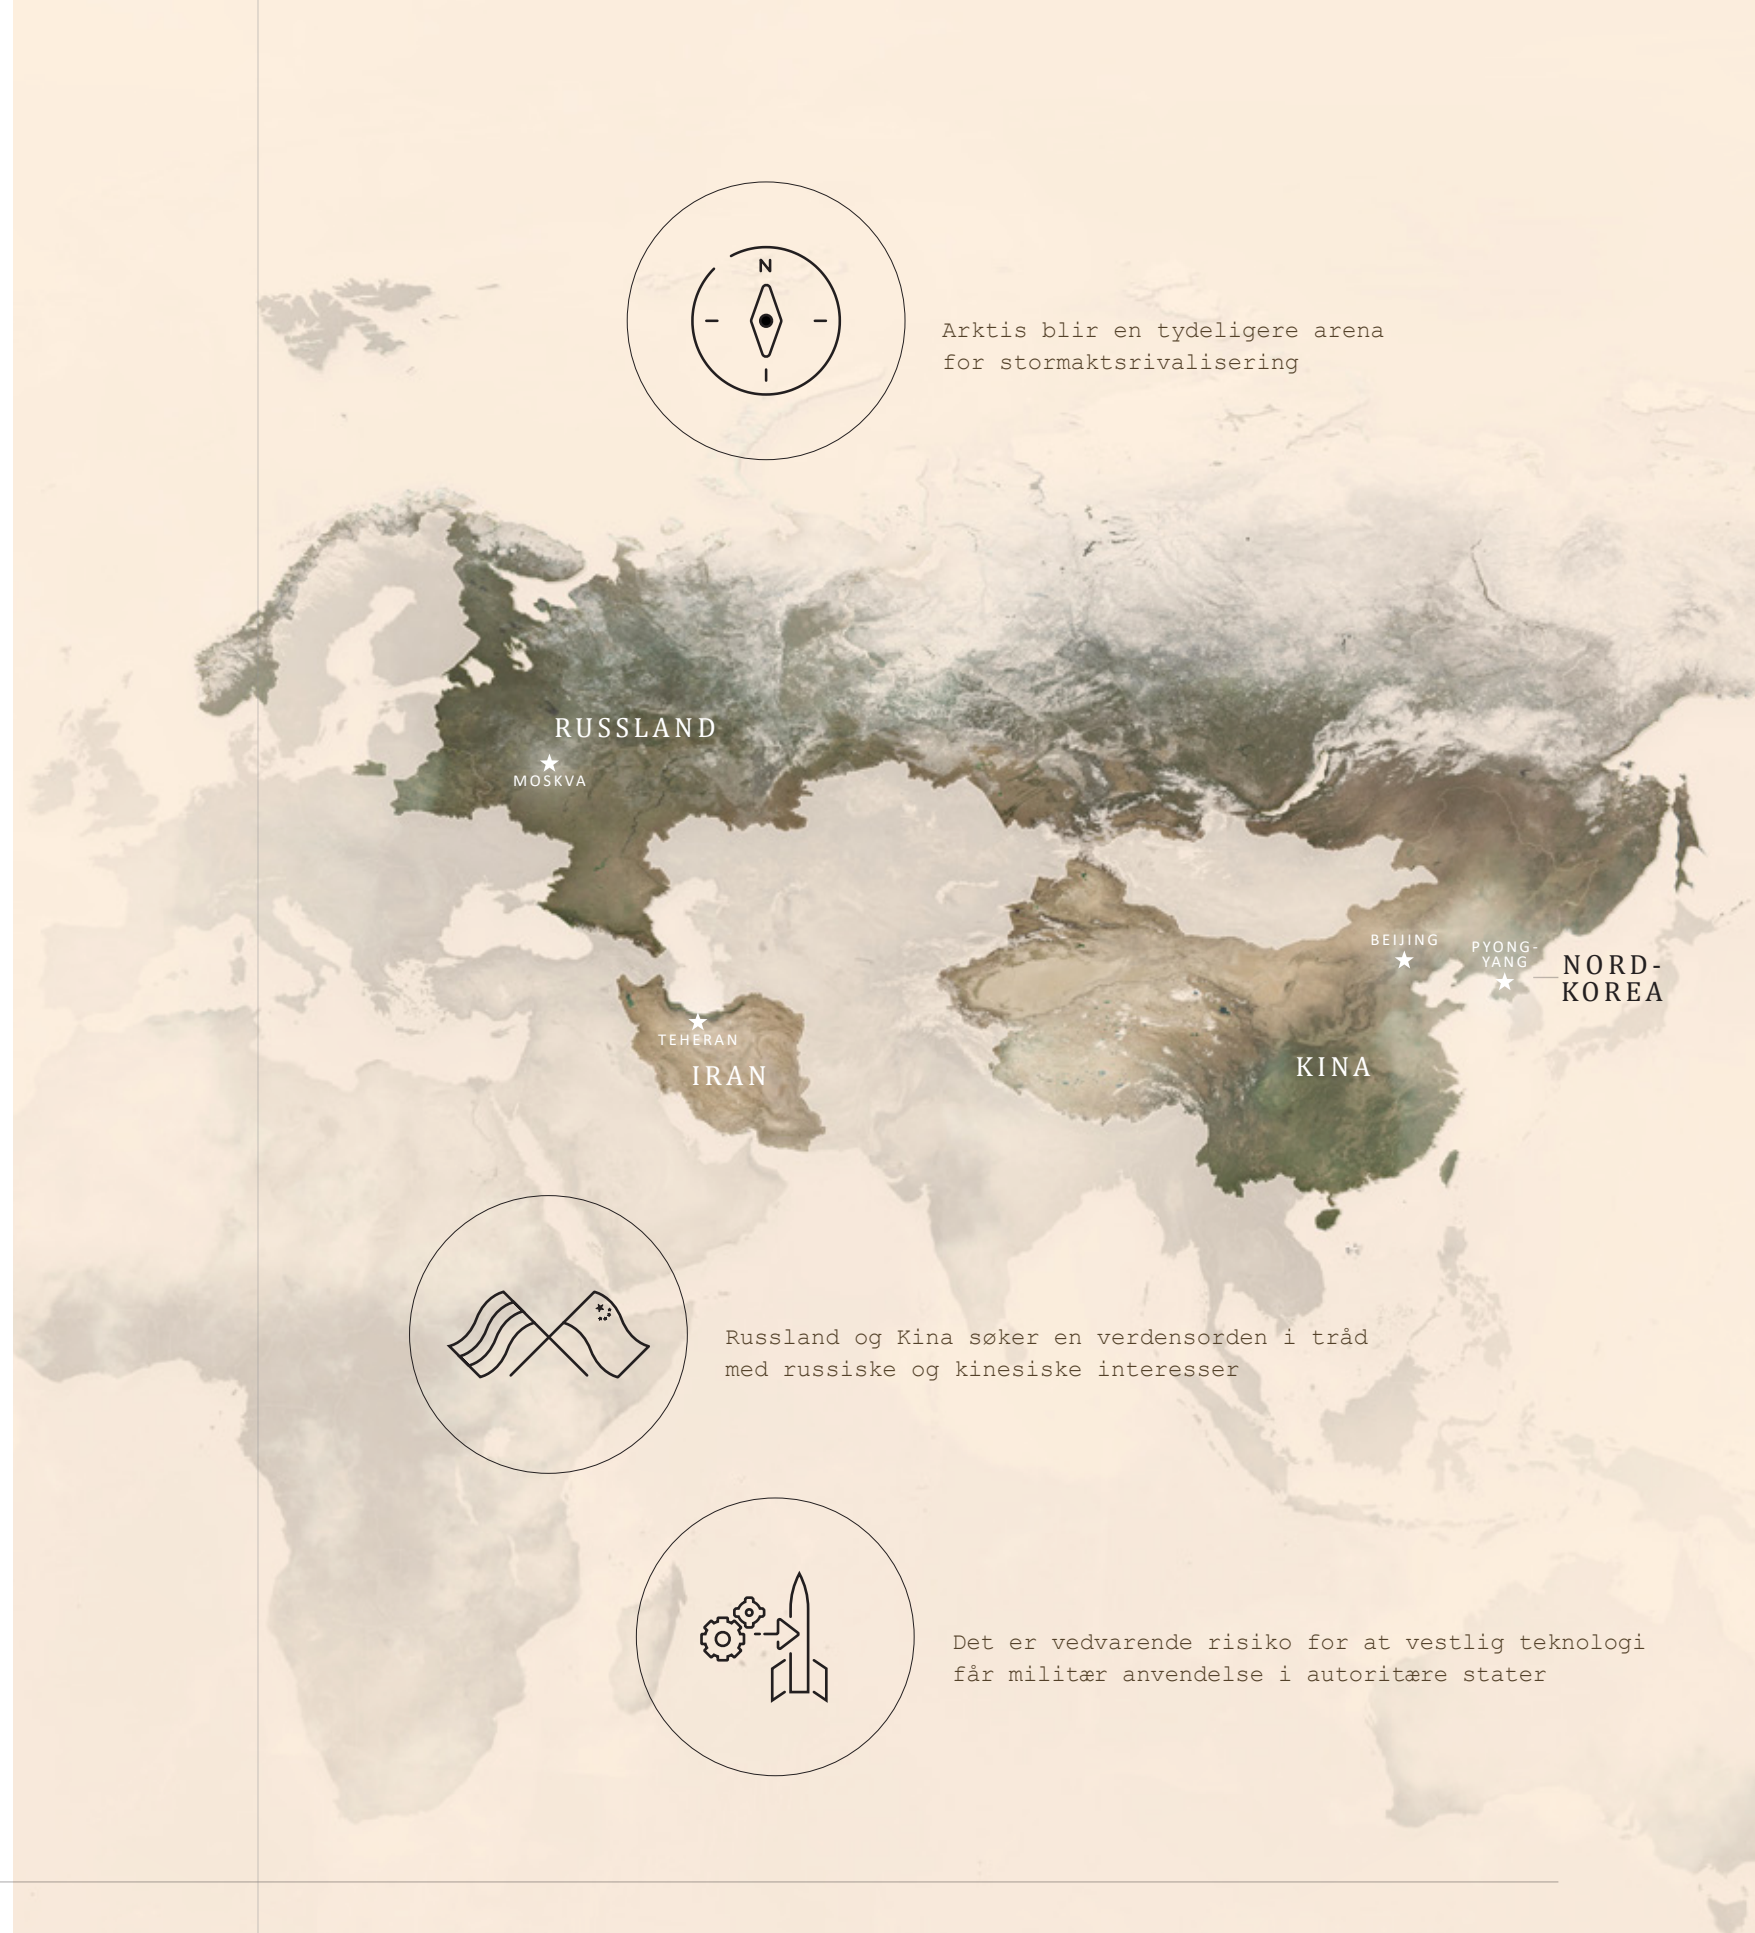 N
Arktis blir en tydeligere arena
for stormaktsrivalisering
RUSSLAND
MOSKVA
BEIJING
PYONG-
YANG
NORD-
KOREA
TEHERAN
IRAN
KINA
Russland og Kina søker en verdensorden i tråd
med russiske og kinesiske interesser
Det er vedvarende risiko for at vestlig teknologi
får militær anvendelse i autoritære stater